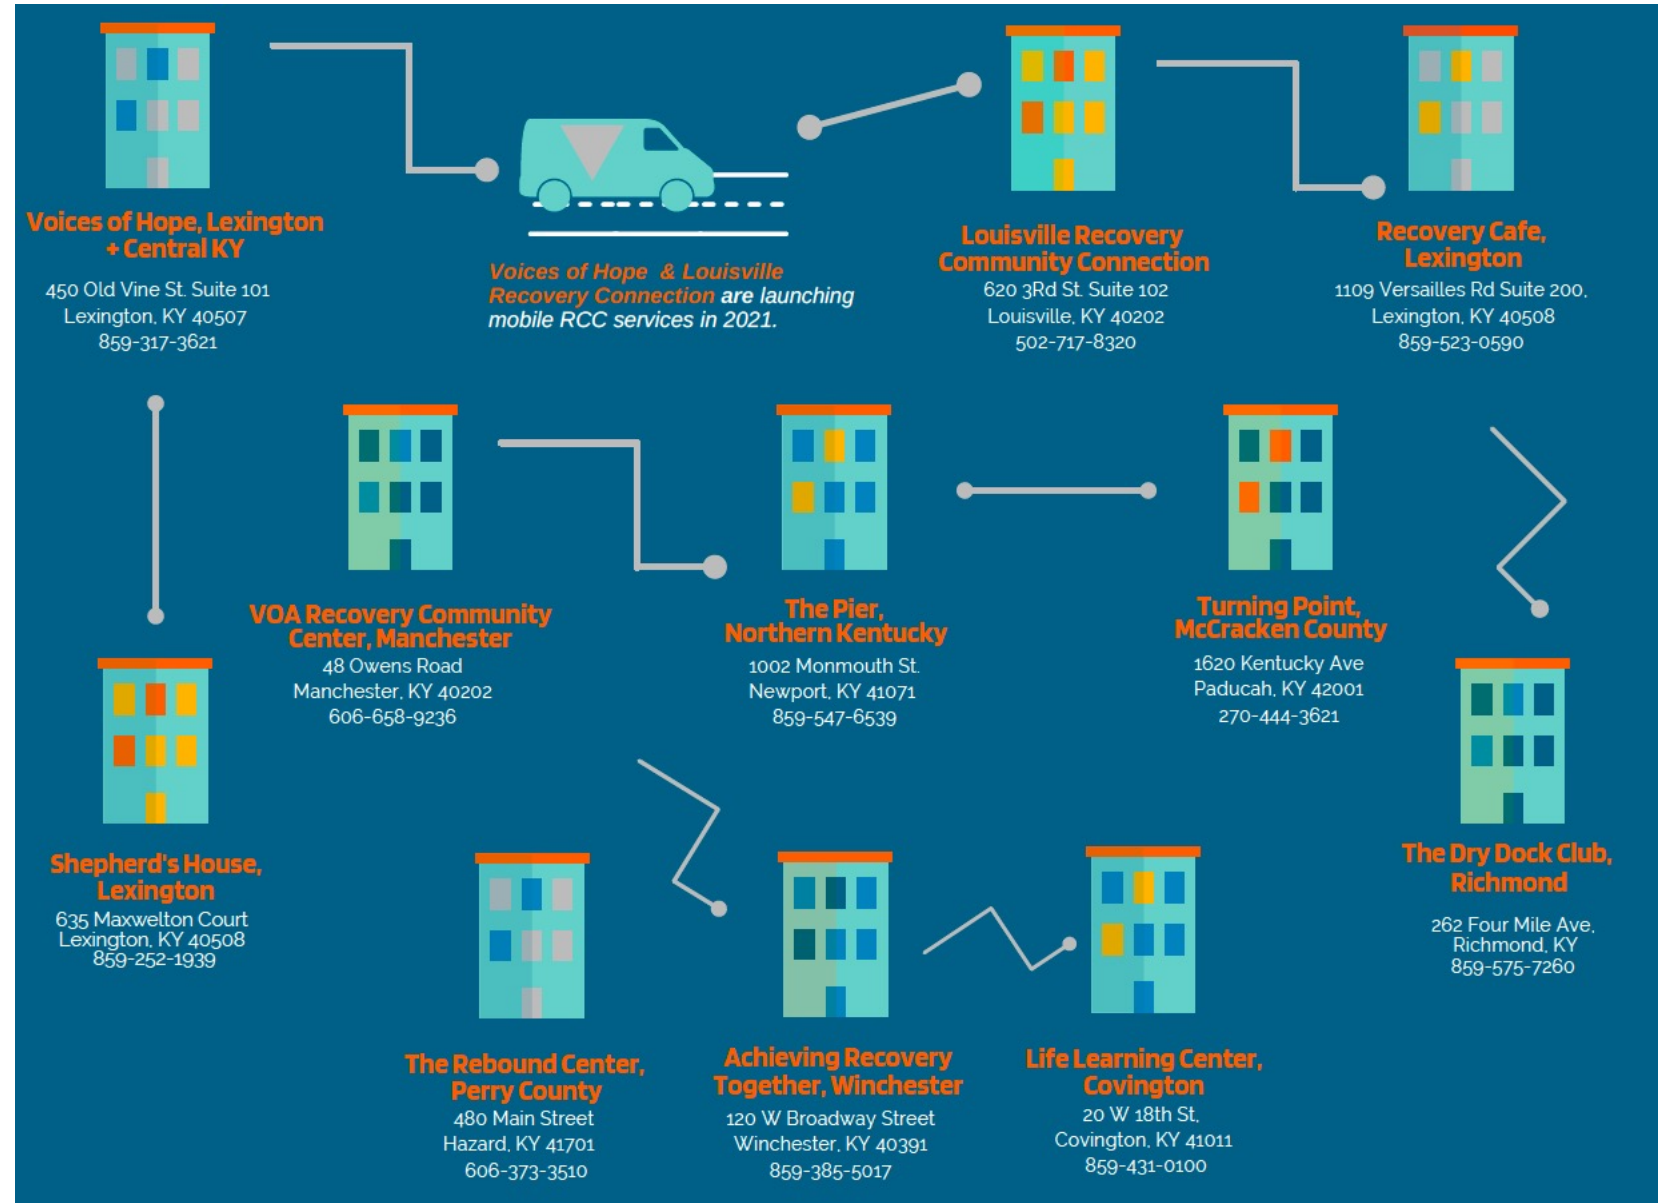 Voices of Hope, Lexington
+ Central KY
450 Old Vine St. Suite 101
Lexington, KY 40507
859-317-3621
Voices of Hope & Louisville
Recovery Connection are launching
mobile RCC services in 2021.
Louisville Recovery
Community Connection
620 3Rd St. Suite 102
Louisville, KY 40202
502-717-8320
Recovery Cafe,
Lexington
1109 Versailles Rd Suite 200,
Lexington, KY 40508
859-523-0590
VOA Recovery Community
Center, Manchester
48 Owens Road
Manchester, KY 40202
606-658-9236
The Pier,
Northern Kentucky
1002 Monmouth St.
Newport, KY 41071
859-547-6539
Turning Point,
McCracken County
1620 Kentucky Ave
Paducah, KY 42001
270-444-3621
Shepherd's House,
Lexington
635 Maxwelton Court
Lexington, KY 40508
859-252-1939
The Dry Dock Club,
Richmond
262 Four Mile Ave,
Richmond, KY
859-575-7260
The Rebound Center,
Perry County
480 Main Street
Hazard, KY 41701
606-373-3510
Achieving Recovery
Together, Winchester
120 W Broadway Street
Winchester, KY 40391
859-385-5017
Life Learning Center,
Covington
20 W 18th St,
Covington, KY 41011
859-431-0100